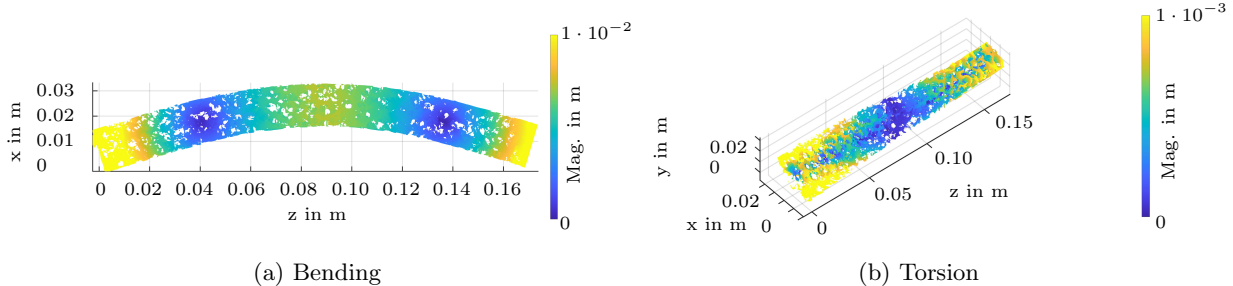 1 · 10⁻²
Mag. in m
0
x in m
0.03
0.02
0.01
0
0 0.02 0.04 0.06 0.08 0.10 0.12 0.14 0.16
z in m
(a) Bending
1 · 10⁻³
Mag. in m
0
y in m
0.02
0
0.02
0
x in m
0
0.05
0.10
0.15
z in m
(b) Torsion